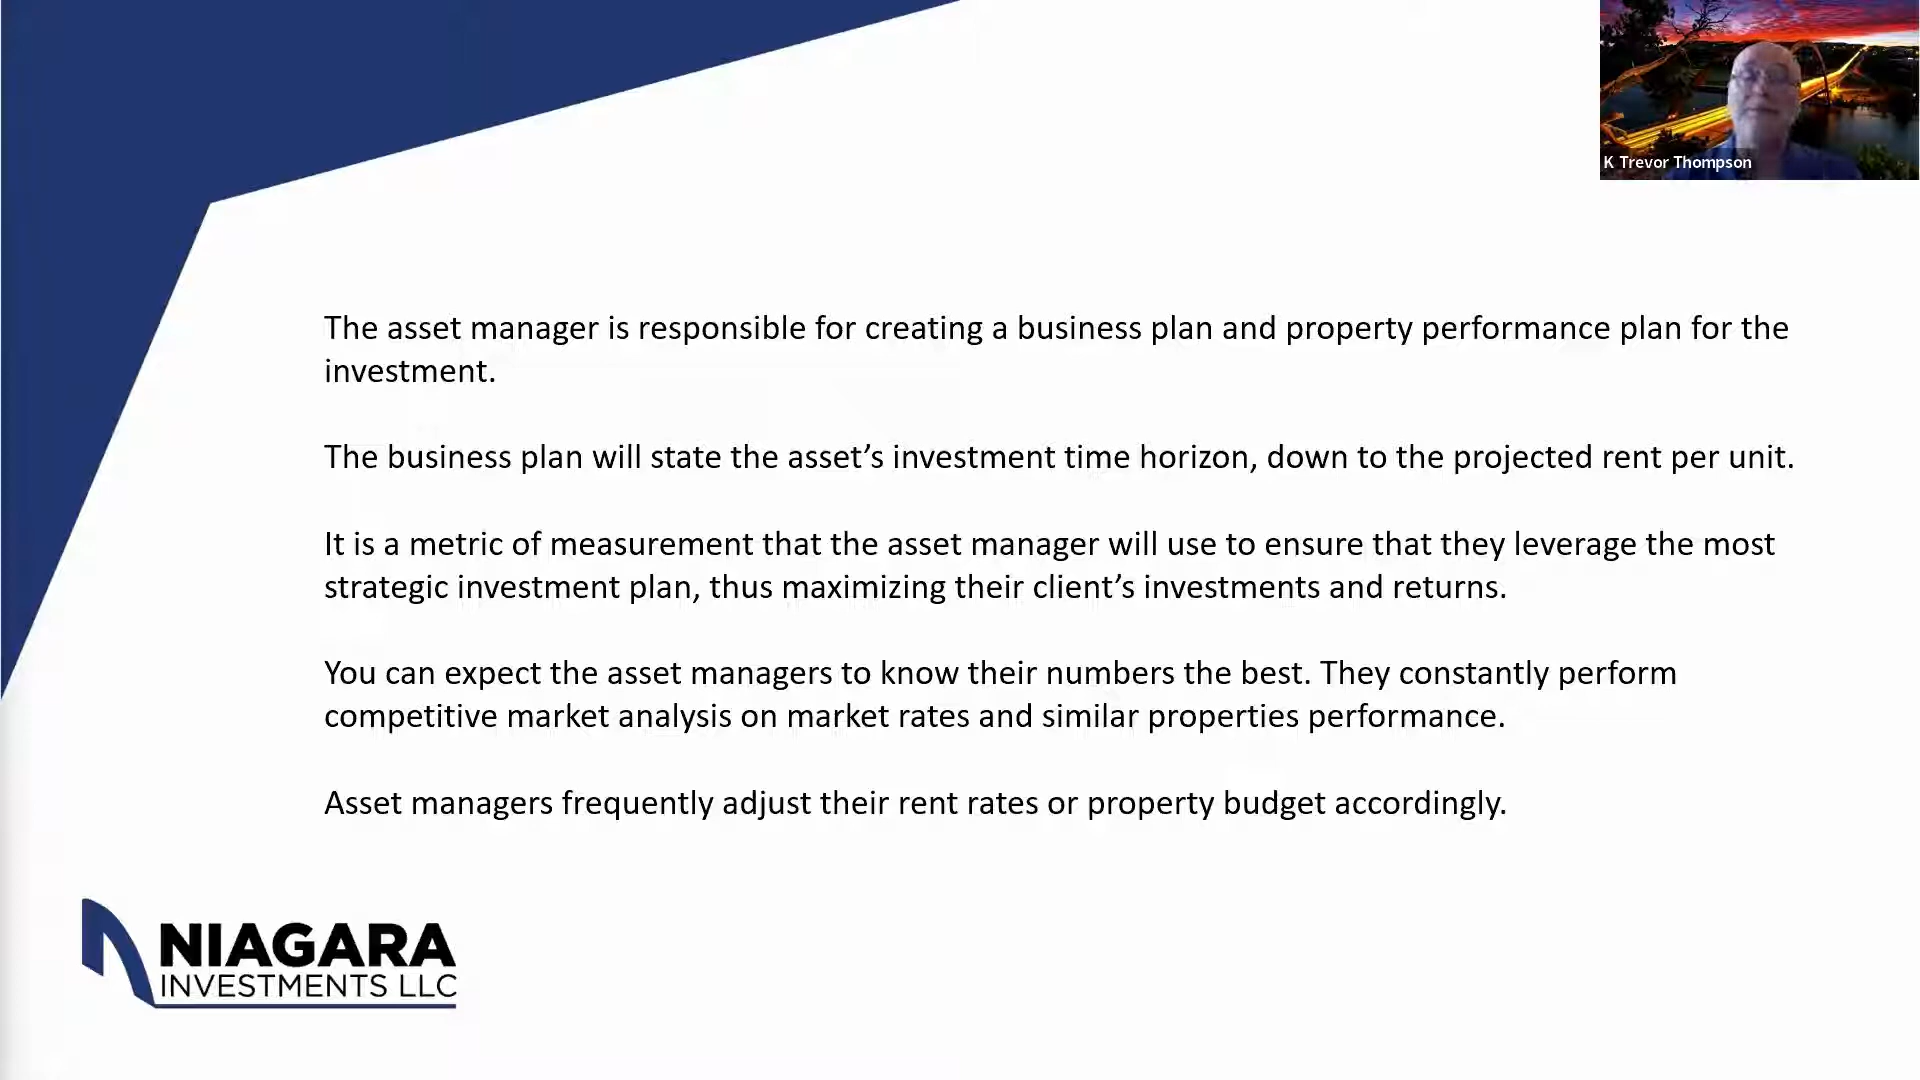 K Trevor Thompson
The asset manager is responsible for creating a business plan and property performance plan for the
investment.
The business plan will state the asset’s investment time horizon, down to the projected rent per unit.
It is a metric of measurement that the asset manager will use to ensure that they leverage the most
strategic investment plan, thus maximizing their client’s investments and returns.
You can expect the asset managers to know their numbers the best. They constantly perform
competitive market analysis on market rates and similar properties performance.
Asset managers frequently adjust their rent rates or property budget accordingly.
NIAGARA
INVESTMENTS LLC